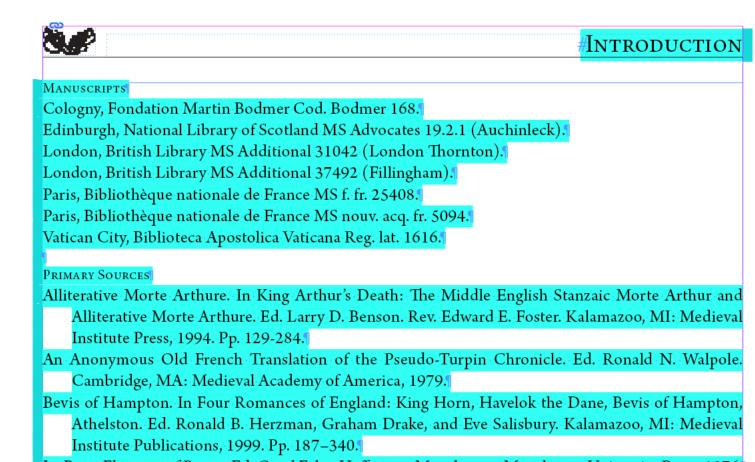 #INTRODUCTION
MANUSCRIPTS¶
Cologny, Fondation Martin Bodmer Cod. Bodmer 168.¶
Edinburgh, National Library of Scotland MS Advocates 19.2.1 (Auchinleck).¶
London, British Library MS Additional 31042 (London Thornton).¶
London, British Library MS Additional 37492 (Fillingham).¶
Paris, Bibliothèque nationale de France MS f. fr. 25408.¶
Paris, Bibliothèque nationale de France MS nouv. acq. fr. 5094.¶
Vatican City, Biblioteca Apostolica Vaticana Reg. lat. 1616.¶
¶
PRIMARY SOURCES¶
Alliterative Morte Arthure. In King Arthur’s Death: The Middle English Stanzaic Morte Arthur and
Alliterative Morte Arthure. Ed. Larry D. Benson. Rev. Edward E. Foster. Kalamazoo, MI: Medieval
Institute Press, 1994. Pp. 129-284.¶
An Anonymous Old French Translation of the Pseudo-Turpin Chronicle. Ed. Ronald N. Walpole.
Cambridge, MA: Medieval Academy of America, 1979.¶
Bevis of Hampton. In Four Romances of England: King Horn, Havelok the Dane, Bevis of Hampton,
Athelston. Ed. Ronald B. Herzman, Graham Drake, and Eve Salisbury. Kalamazoo, MI: Medieval
Institute Publications, 1999. Pp. 187–340.¶